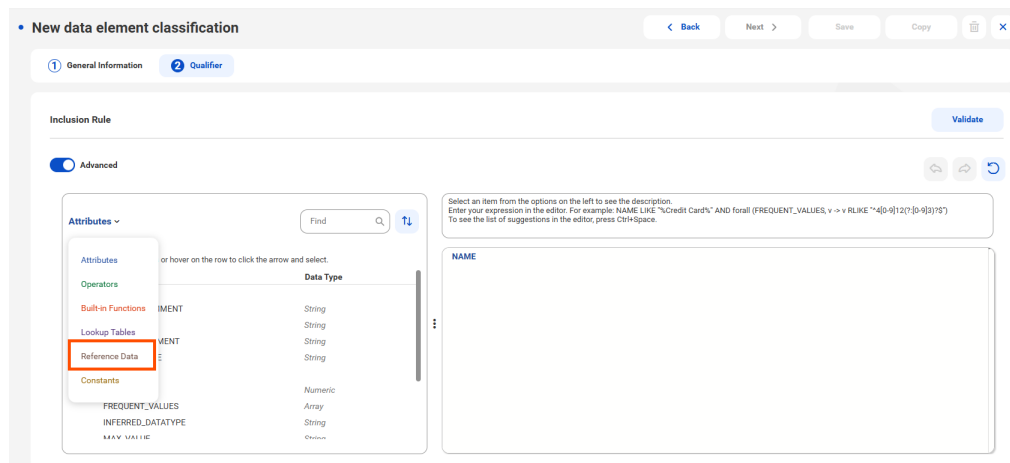 New data element classification
Back
Next
Save
Copy
1 General Information
2 Qualifier
Inclusion Rule
Validate
Advanced
Attributes
Find
Select an item from the options on the left to see the description.
Enter your expression in the editor. For example: NAME LIKE "%Credit Card%" AND forall (FREQUENT_VALUES, v -> v RLIKE "^4[0-9]12(?:[0-9]3)?$")
To see the list of suggestions in the editor, press Ctrl+Space.
NAME
Attributes
or hover on the row to click the arrow and select.
Data Type
Operators
Built-in Functions
IMENT
String
String
Lookup Tables
MENT
String
Reference Data
String
Constants
Numeric
FREQUENT_VALUES
Array
INFERRED_DATATYPE
String
MAX_VALUE
String